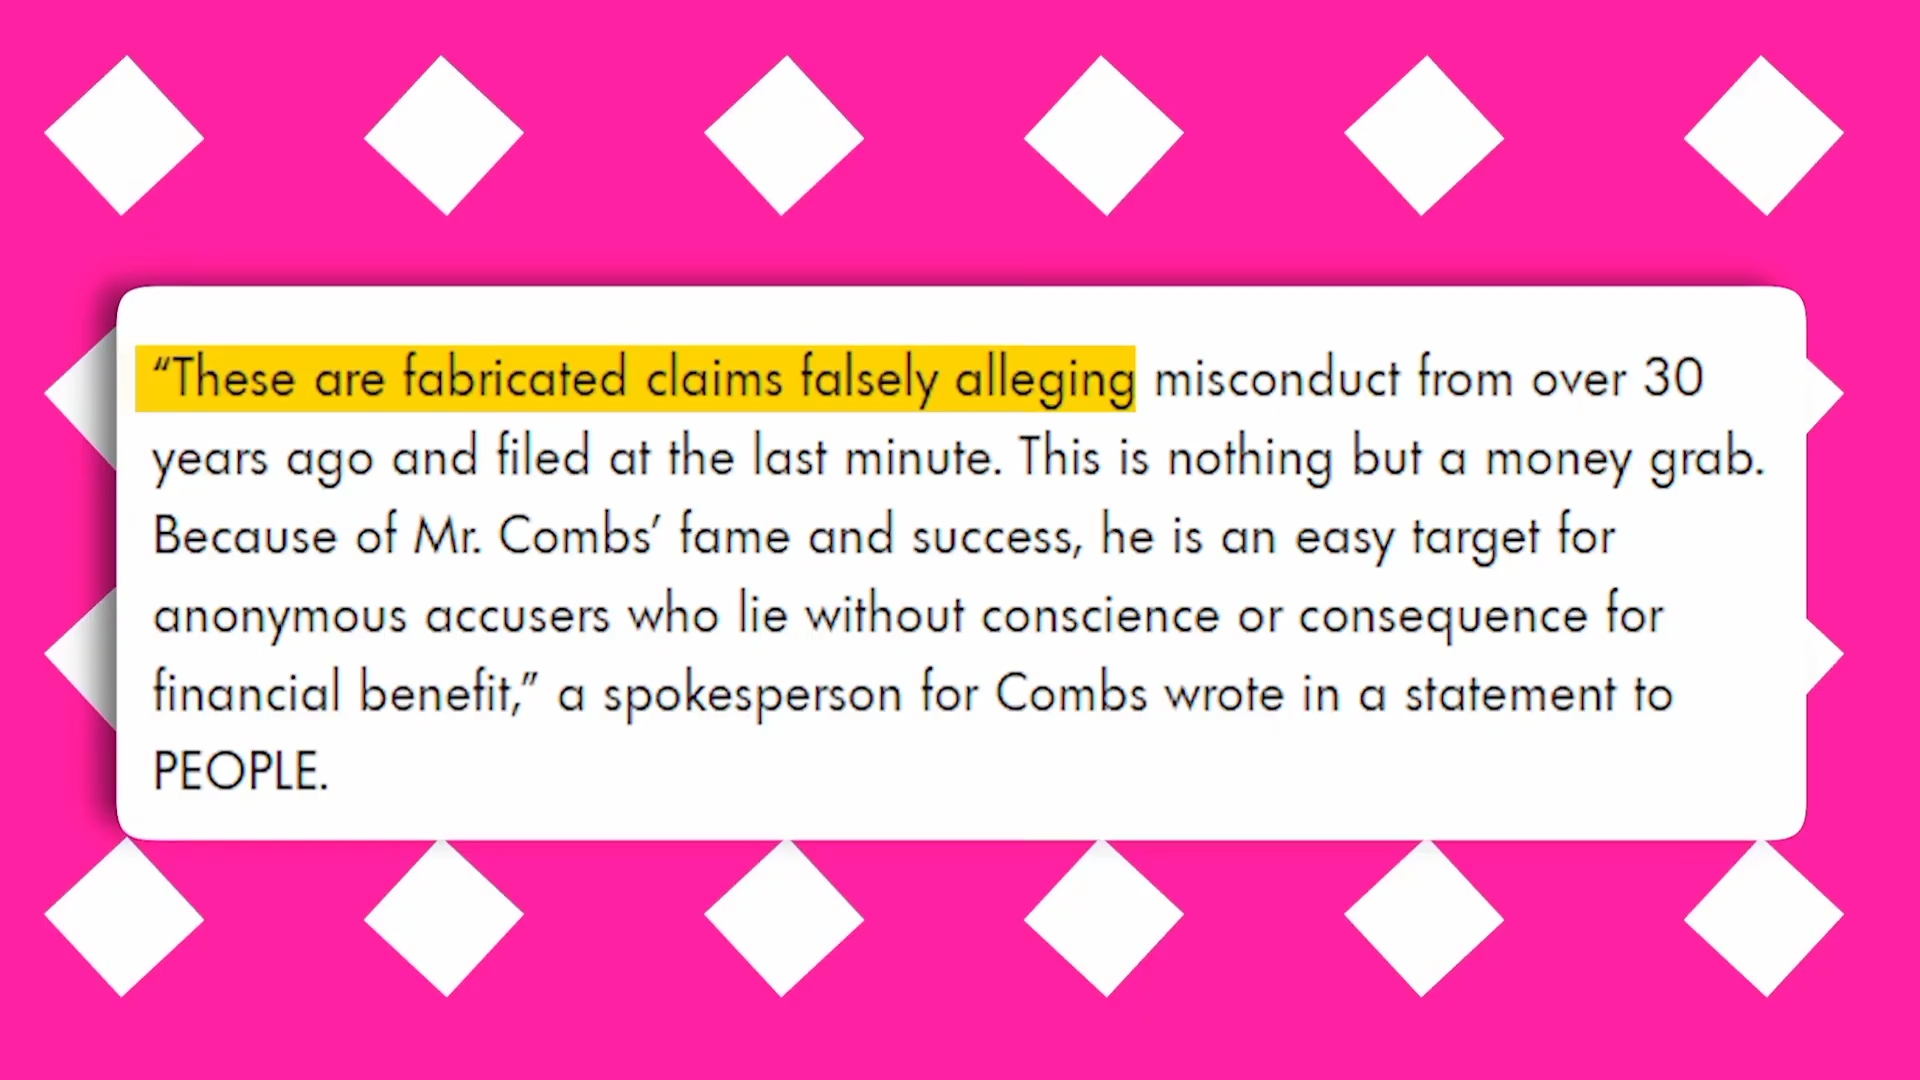 “These are fabricated claims falsely alleging misconduct from over 30
years ago and filed at the last minute. This is nothing but a money grab.
Because of Mr. Combs’ fame and success, he is an easy target for
anonymous accusers who lie without conscience or consequence for
financial benefit,” a spokesperson for Combs wrote in a statement to
PEOPLE.